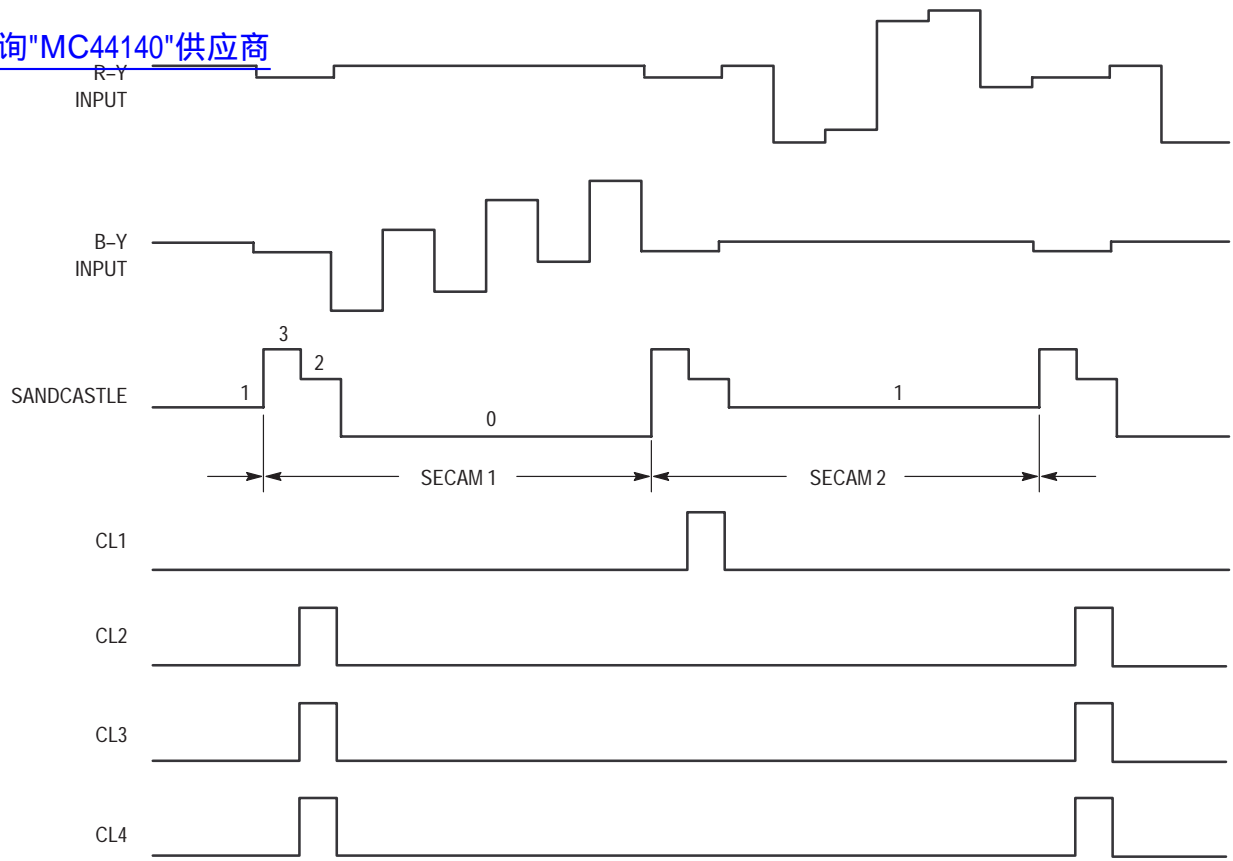 询"MC44140"供应商
R–Y
INPUT
B–Y
INPUT
3
2
SANDCASTLE
1
1
0
SECAM 1
SECAM 2
CL1
CL2
CL3
CL4